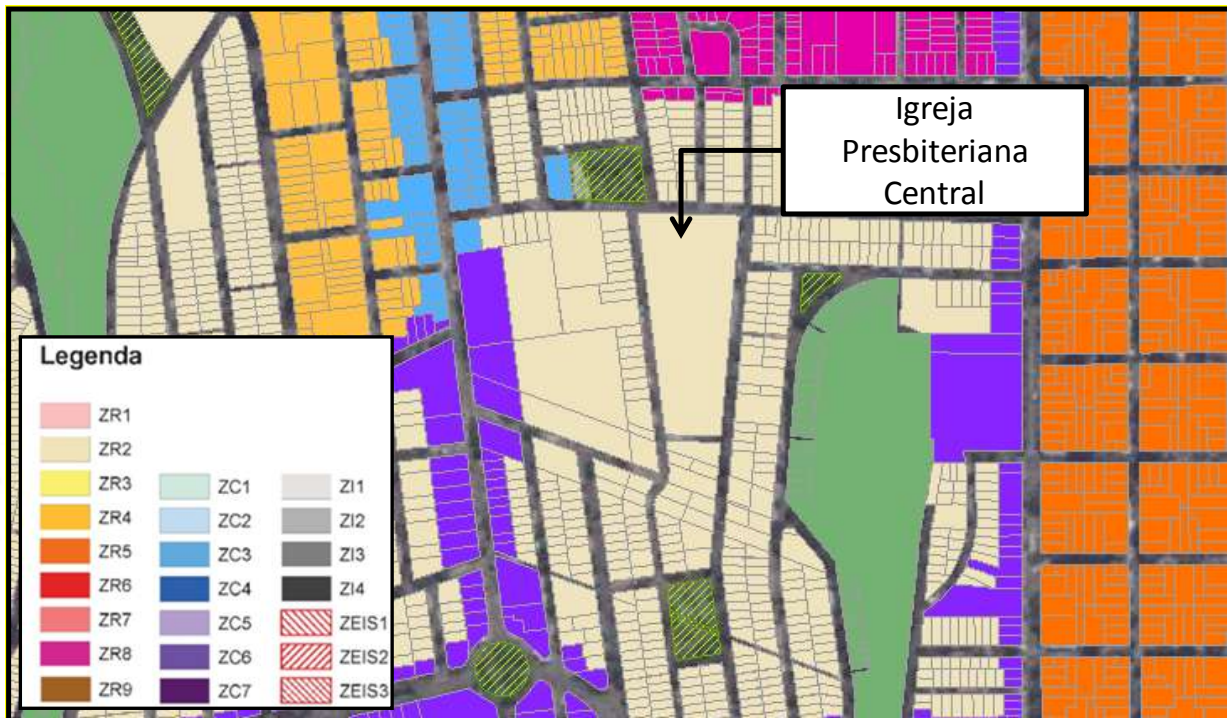 Igreja
Presbiteriana
Central
Legenda
ZR1
ZR2
ZR3
ZR4
ZR5
ZR6
ZR7
ZR8
ZR9
ZC1
ZC2
ZC3
ZC4
ZC5
ZC6
ZC7
ZI1
ZI2
ZI3
ZI4
ZEIS1
ZEIS2
ZEIS3